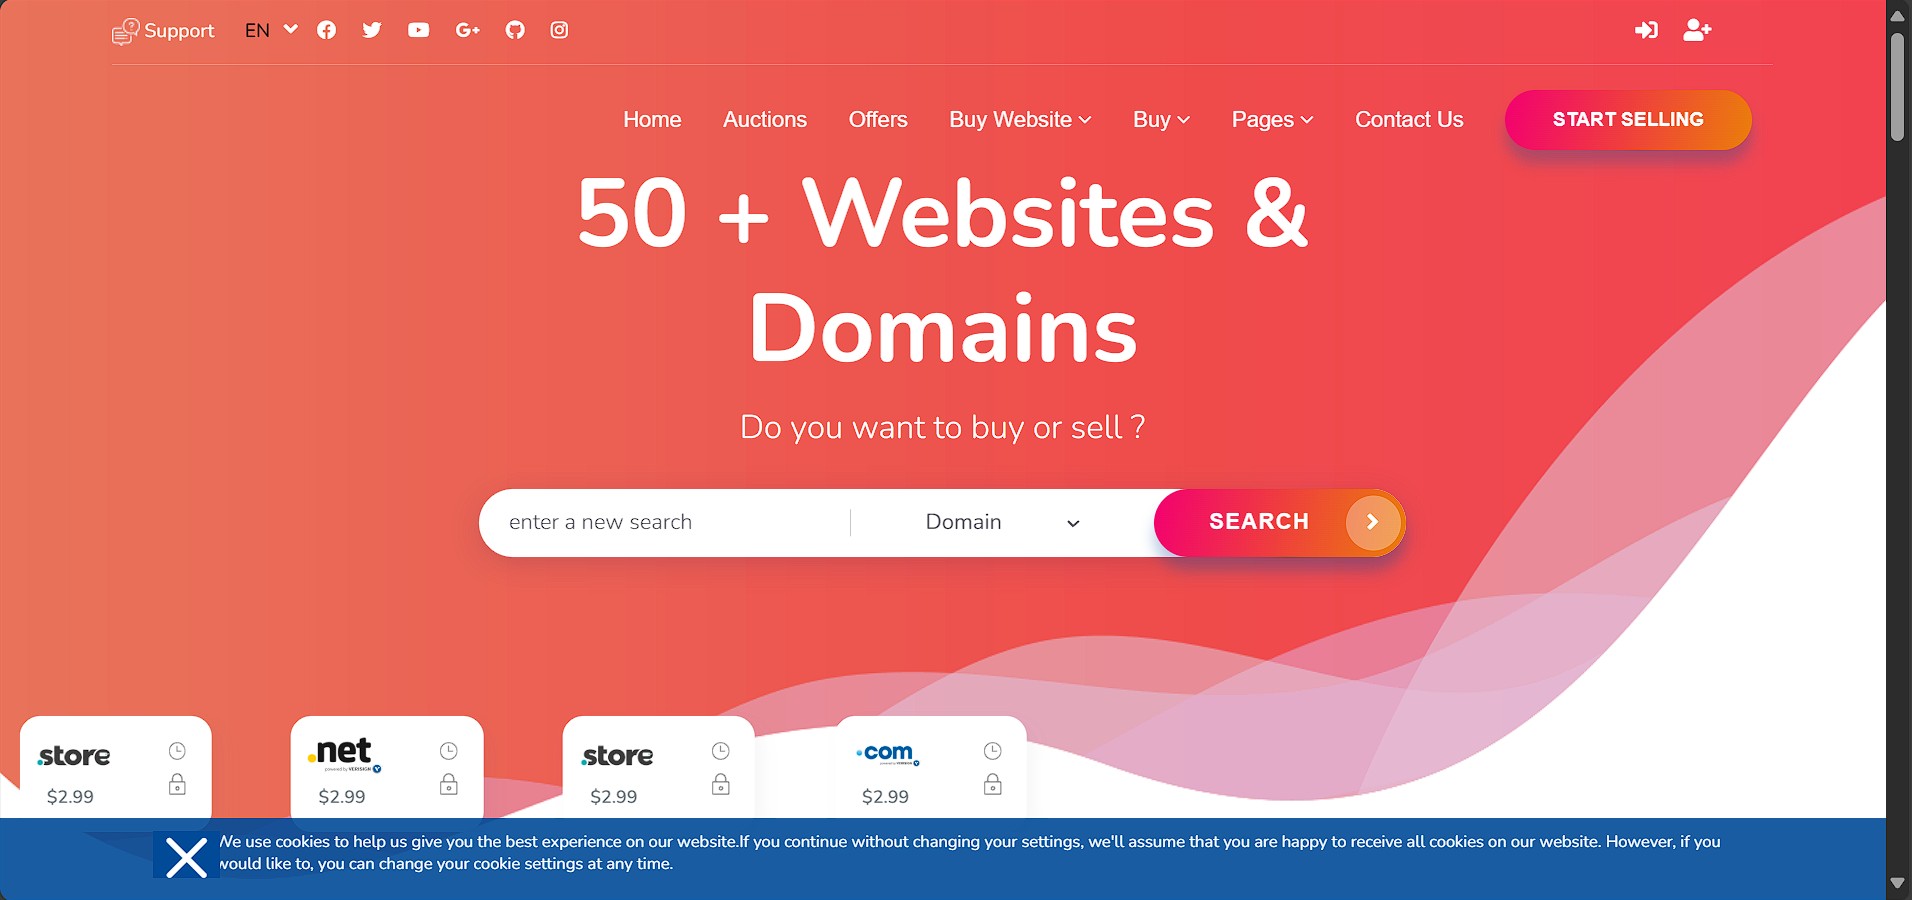 Support EN
Home Auctions Offers Buy Website Buy Pages Contact Us START SELLING
50 + Websites &
Domains
Do you want to buy or sell ?
enter a new search Domain SEARCH
.store .net .store .com
powered by VERISIGN
$2.99 $2.99 $2.99 $2.99
We use cookies to help us give you the best experience on our website.If you continue without changing your settings, we'll assume that you are happy to receive all cookies on our website. However, if you
would like to, you can change your cookie settings at any time.